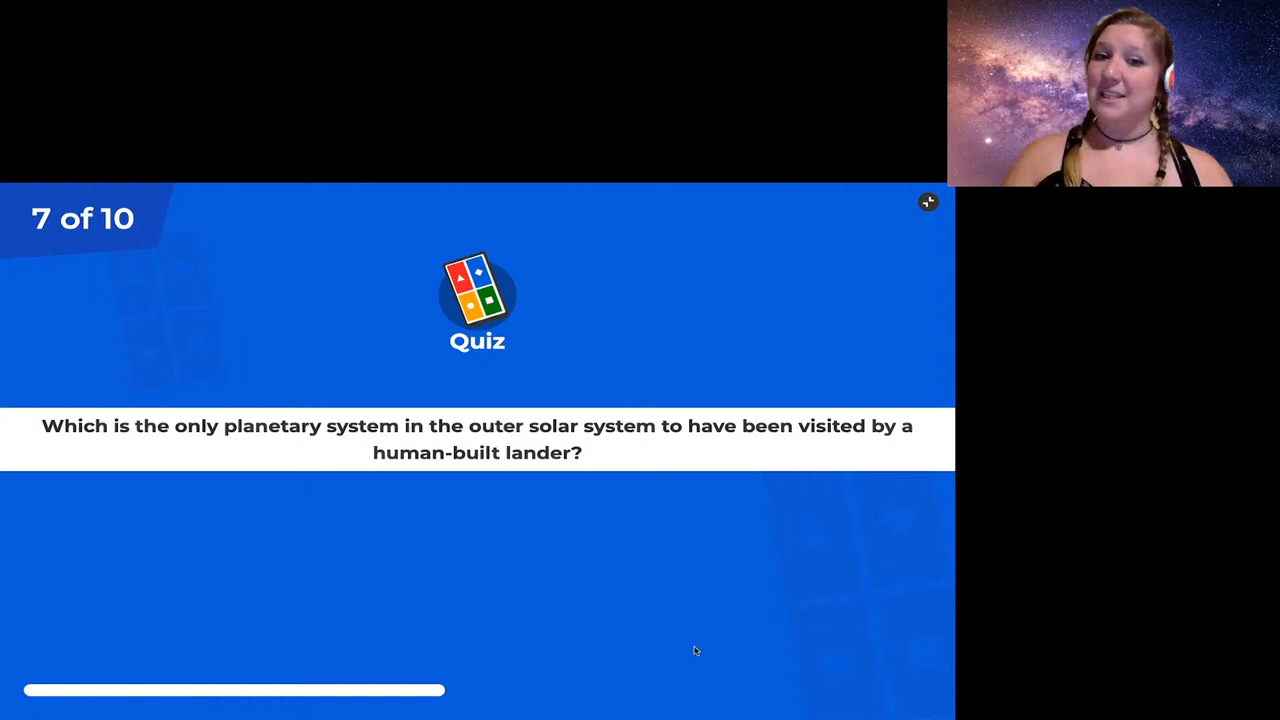 7 of 10
Quiz
Which is the only planetary system in the outer solar system to have been visited by a
human-built lander?